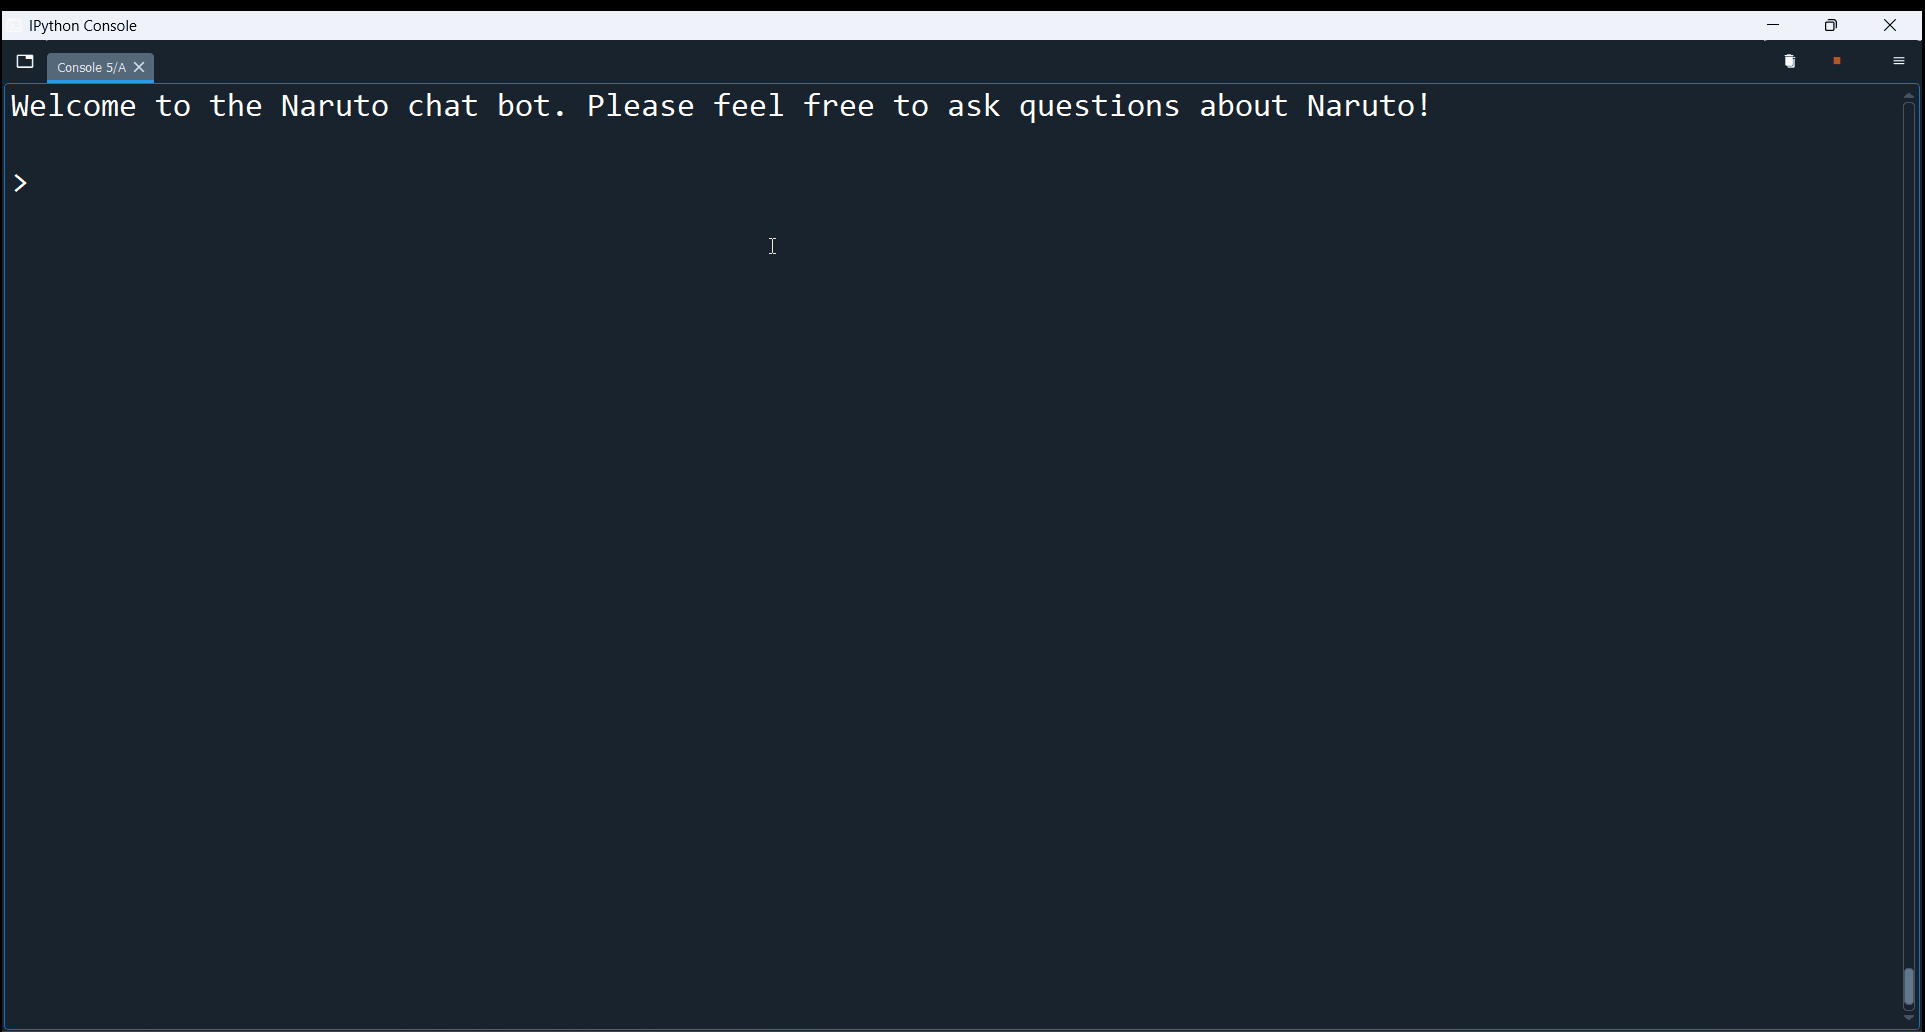 IPython Console
Console 5/A
Welcome to the Naruto chat bot. Please feel free to ask questions about Naruto!
>